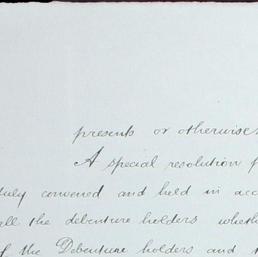 presents or otherwise
A special resolution
duly convened and held in acc
all the debenture holders wheth
of the Debenture holders and